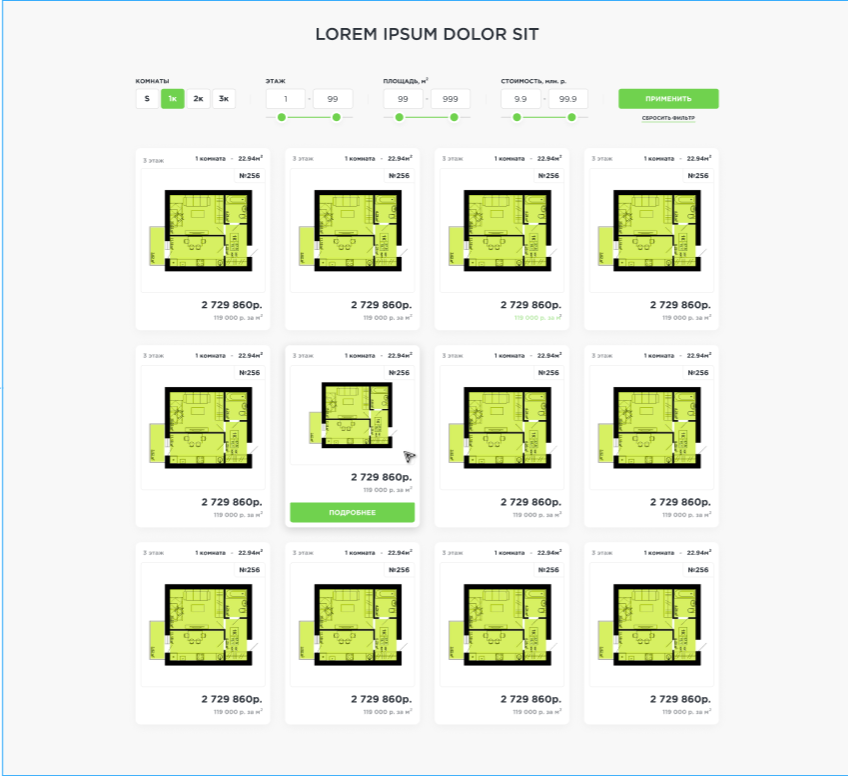 LOREM IPSUM DOLOR SIT
КОМНАТЫ ЭТАЖ ПЛОЩАДЬ, м² СТОИМОСТЬ, млн. р.
S 1к 2к 3к 1 - 99 99 - 999 9.9 - 99.9 ПРИМЕНИТЬ
СБРОСИТЬ ФИЛЬТР
3 этаж 1 комната - 22.94м² 3 этаж 1 комната - 22.94м² 3 этаж 1 комната - 22.94м² 3 этаж 1 комната - 22.94м²
№256 №256 №256 №256
2 729 860р. 2 729 860р. 2 729 860р. 2 729 860р.
119 000 р. за м² 119 000 р. за м² 119 000 р. за м² 119 000 р. за м²
3 этаж 1 комната - 22.94м² 3 этаж 1 комната - 22.94м² 3 этаж 1 комната - 22.94м² 3 этаж 1 комната - 22.94м²
№256 №256 №256 №256
2 729 860р.
119 000 р. за м²
2 729 860р. 2 729 860р. 2 729 860р.
119 000 р. за м² ПОДРОБНЕЕ 119 000 р. за м² 119 000 р. за м²
3 этаж 1 комната - 22.94м² 3 этаж 1 комната - 22.94м² 3 этаж 1 комната - 22.94м² 3 этаж 1 комната - 22.94м²
№256 №256 №256 №256
2 729 860р. 2 729 860р. 2 729 860р. 2 729 860р.
119 000 р. за м² 119 000 р. за м² 119 000 р. за м² 119 000 р. за м²